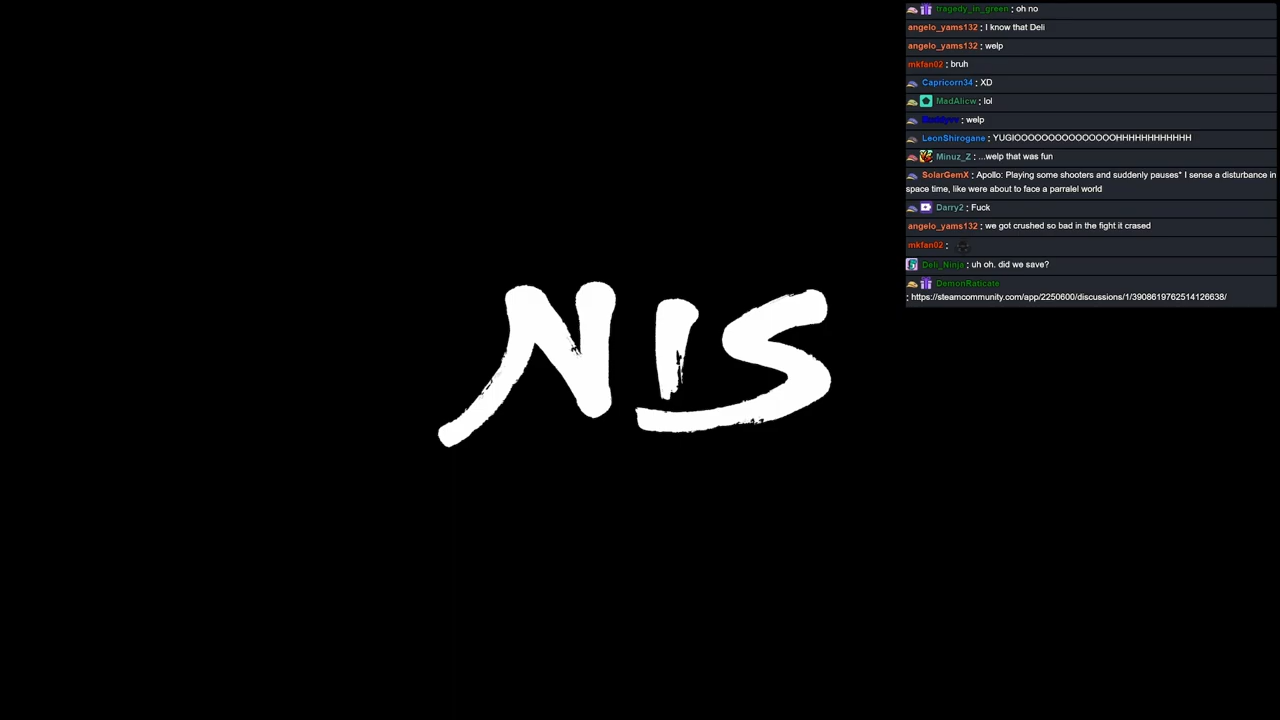 tragedy_in_green : oh no
angelo_yams132 : I know that Deli
angelo_yams132 : welp
mkfan02 : bruh
Capricorn34 : XD
MadAlicw : lol
: welp
LeonShirogane : YUGIOOOOOOOOOOOOOOOHHHHHHHHHHHH
Minuz_Z : ...welp that was fun
SolarGemX : Apollo: Playing some shooters and suddenly pauses* I sense a disturbance in
space time, like were about to face a parralel world
Darry2 : Fuck
angelo_yams132 : we got crushed so bad in the fight it crased
mkfan02 :
Deli_Ninja : uh oh. did we save?
DemonRaticate
: https://steamcommunity.com/app/2250600/discussions/1/3908619762514126638/
NIS